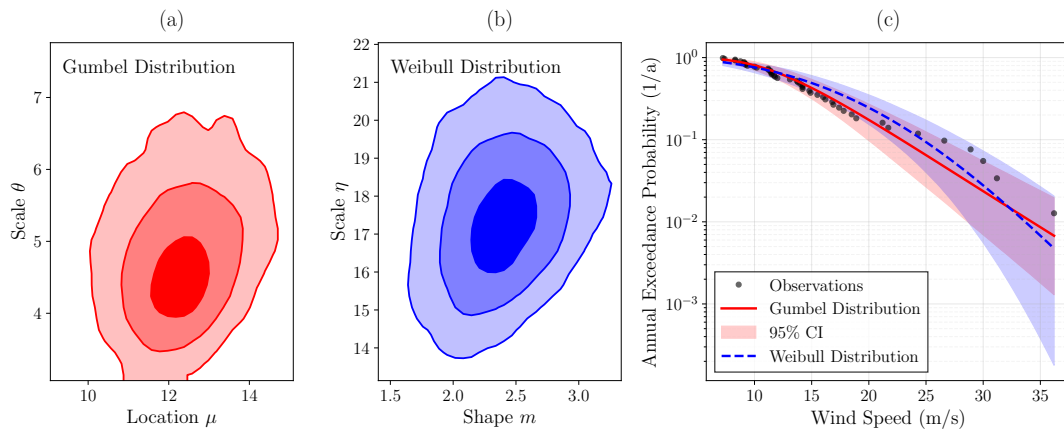 (a)
Gumbel Distribution
7
6
5
4
10
12
14
Scale θ
Location μ
(b)
Weibull Distribution
22
21
20
19
18
17
16
15
14
1.5
2.0
2.5
3.0
Scale η
Shape m
(c)
10⁰
10⁻¹
10⁻²
10⁻³
10
15
20
25
30
35
Annual Exceedance Probability (1/a)
Wind Speed (m/s)
Observations
Gumbel Distribution
95% CI
Weibull Distribution